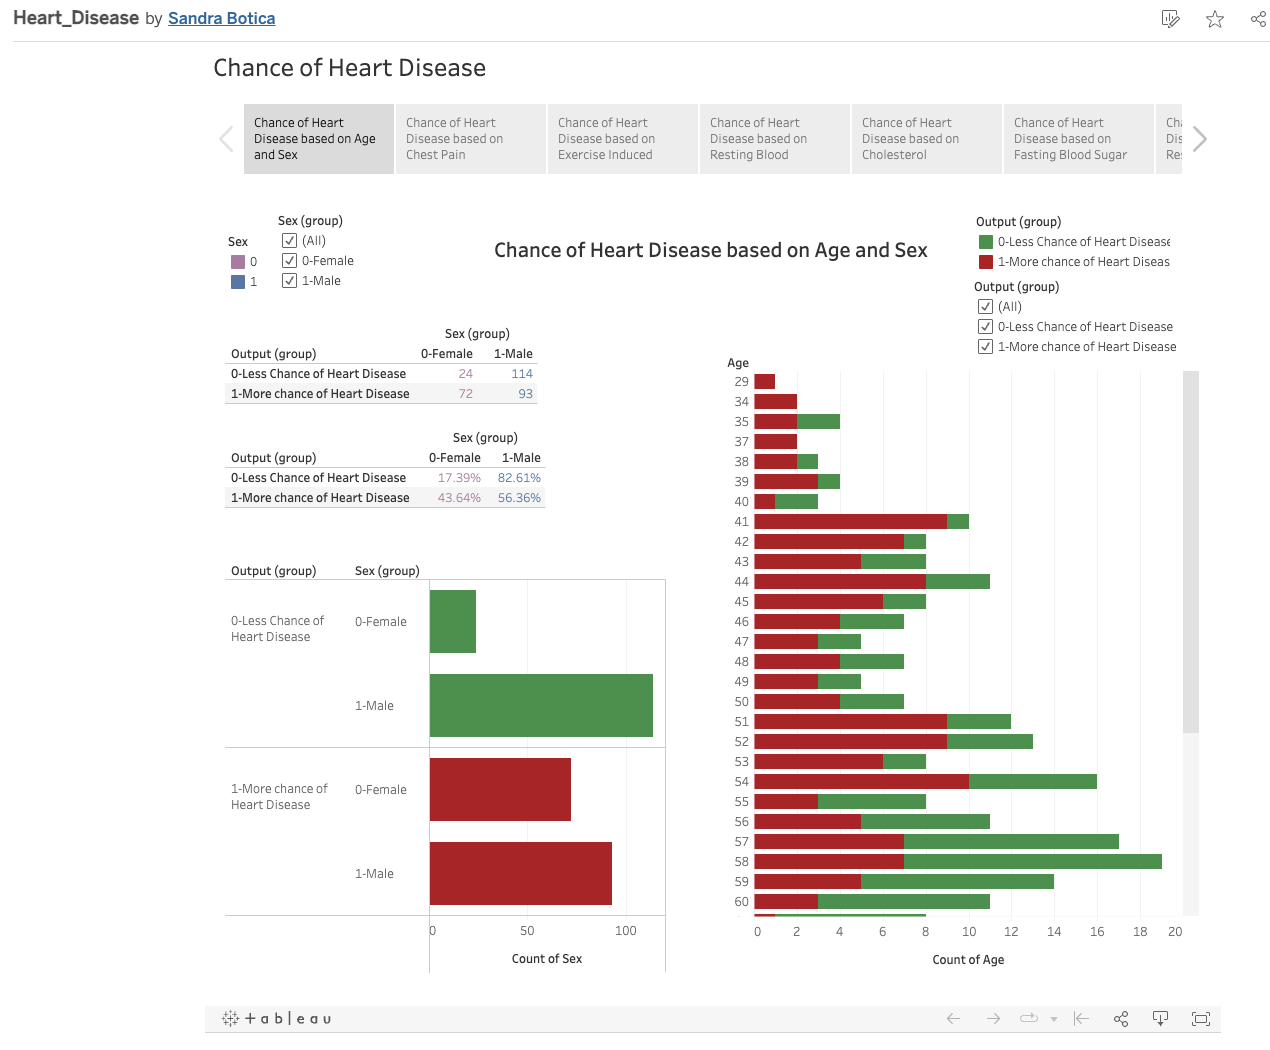 Heart_Disease by Sandra Botica
Chance of Heart Disease
Chance of Heart
Disease based on Age
and Sex
Chance of Heart
Disease based on
Chest Pain
Chance of Heart
Disease based on
Exercise Induced
Chance of Heart
Disease based on
Resting Blood
Chance of Heart
Disease based on
Cholesterol
Chance of Heart
Disease based on
Fasting Blood Sugar
Cha
Dis
Res
Sex
0
1
Sex (group)
(All)
0-Female
1-Male
Chance of Heart Disease based on Age and Sex
Output (group)
0-Less Chance of Heart Disease
1-More chance of Heart Diseas
Output (group)
(All)
0-Less Chance of Heart Disease
1-More chance of Heart Disease
Sex (group)
Output (group) 0-Female 1-Male
0-Less Chance of Heart Disease 24 114
1-More chance of Heart Disease 72 93
Sex (group)
Output (group) 0-Female 1-Male
0-Less Chance of Heart Disease 17.39% 82.61%
1-More chance of Heart Disease 43.64% 56.36%
Output (group) Sex (group)
0-Less Chance of
Heart Disease
0-Female
1-Male
1-More chance of
Heart Disease
0-Female
1-Male
0 50 100
Count of Sex
Age
29
34
35
37
38
39
40
41
42
43
44
45
46
47
48
49
50
51
52
53
54
55
56
57
58
59
60
0 2 4 6 8 10 12 14 16 18 20
Count of Age
+ a b l e a u